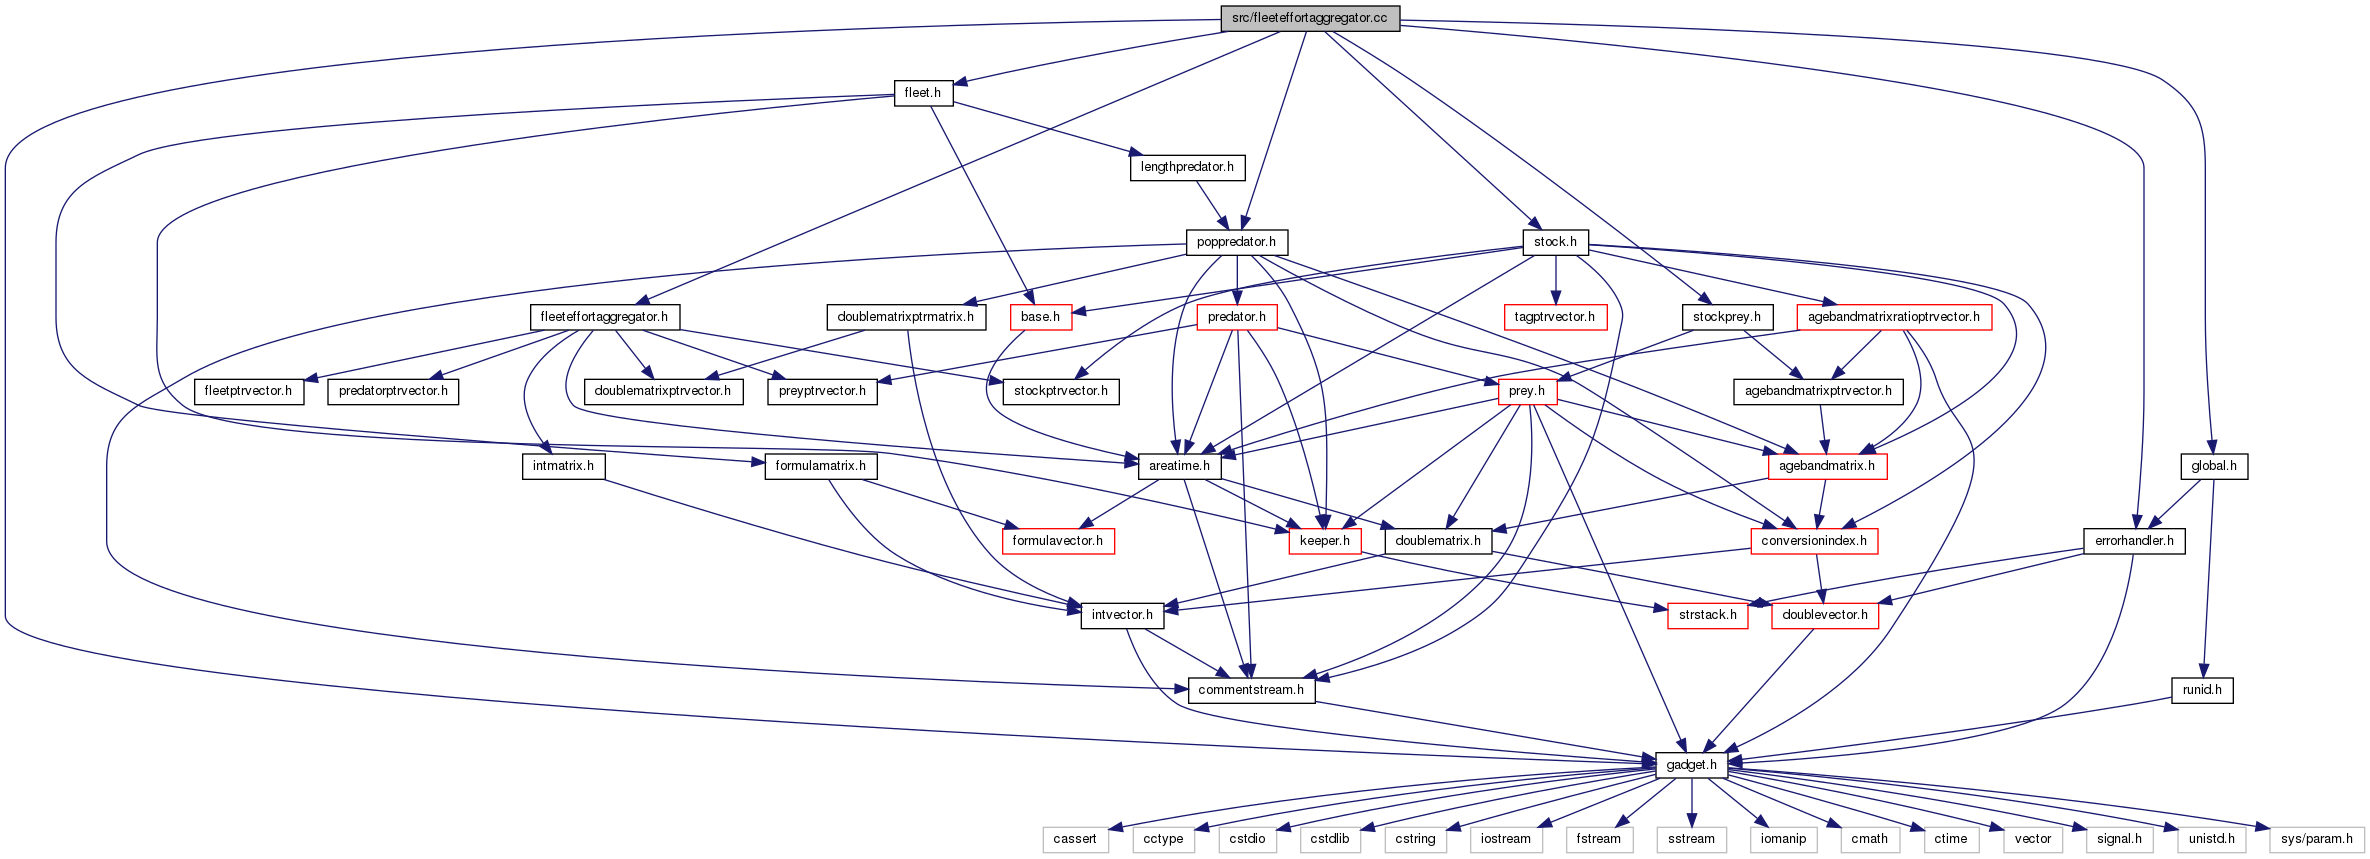 src/fleeteffortaggregator.cc
fleet.h
lengthpredator.h
poppredator.h
stock.h
fleeteffortaggregator.h
doublematrixptrmatrix.h
base.h
predator.h
tagptrvector.h
stockprey.h
agebandmatrixratioptrvector.h
fleetptrvector.h
predatorptrvector.h
doublematrixptrvector.h
preyptrvector.h
stockptrvector.h
prey.h
agebandmatrixptrvector.h
intmatrix.h
formulamatrix.h
areatime.h
agebandmatrix.h
global.h
formulavector.h
keeper.h
doublematrix.h
conversionindex.h
errorhandler.h
intvector.h
strstack.h
doublevector.h
commentstream.h
runid.h
gadget.h
cassert
cctype
cstdio
cstdlib
cstring
iostream
fstream
sstream
iomanip
cmath
ctime
vector
signal.h
unistd.h
sys/param.h